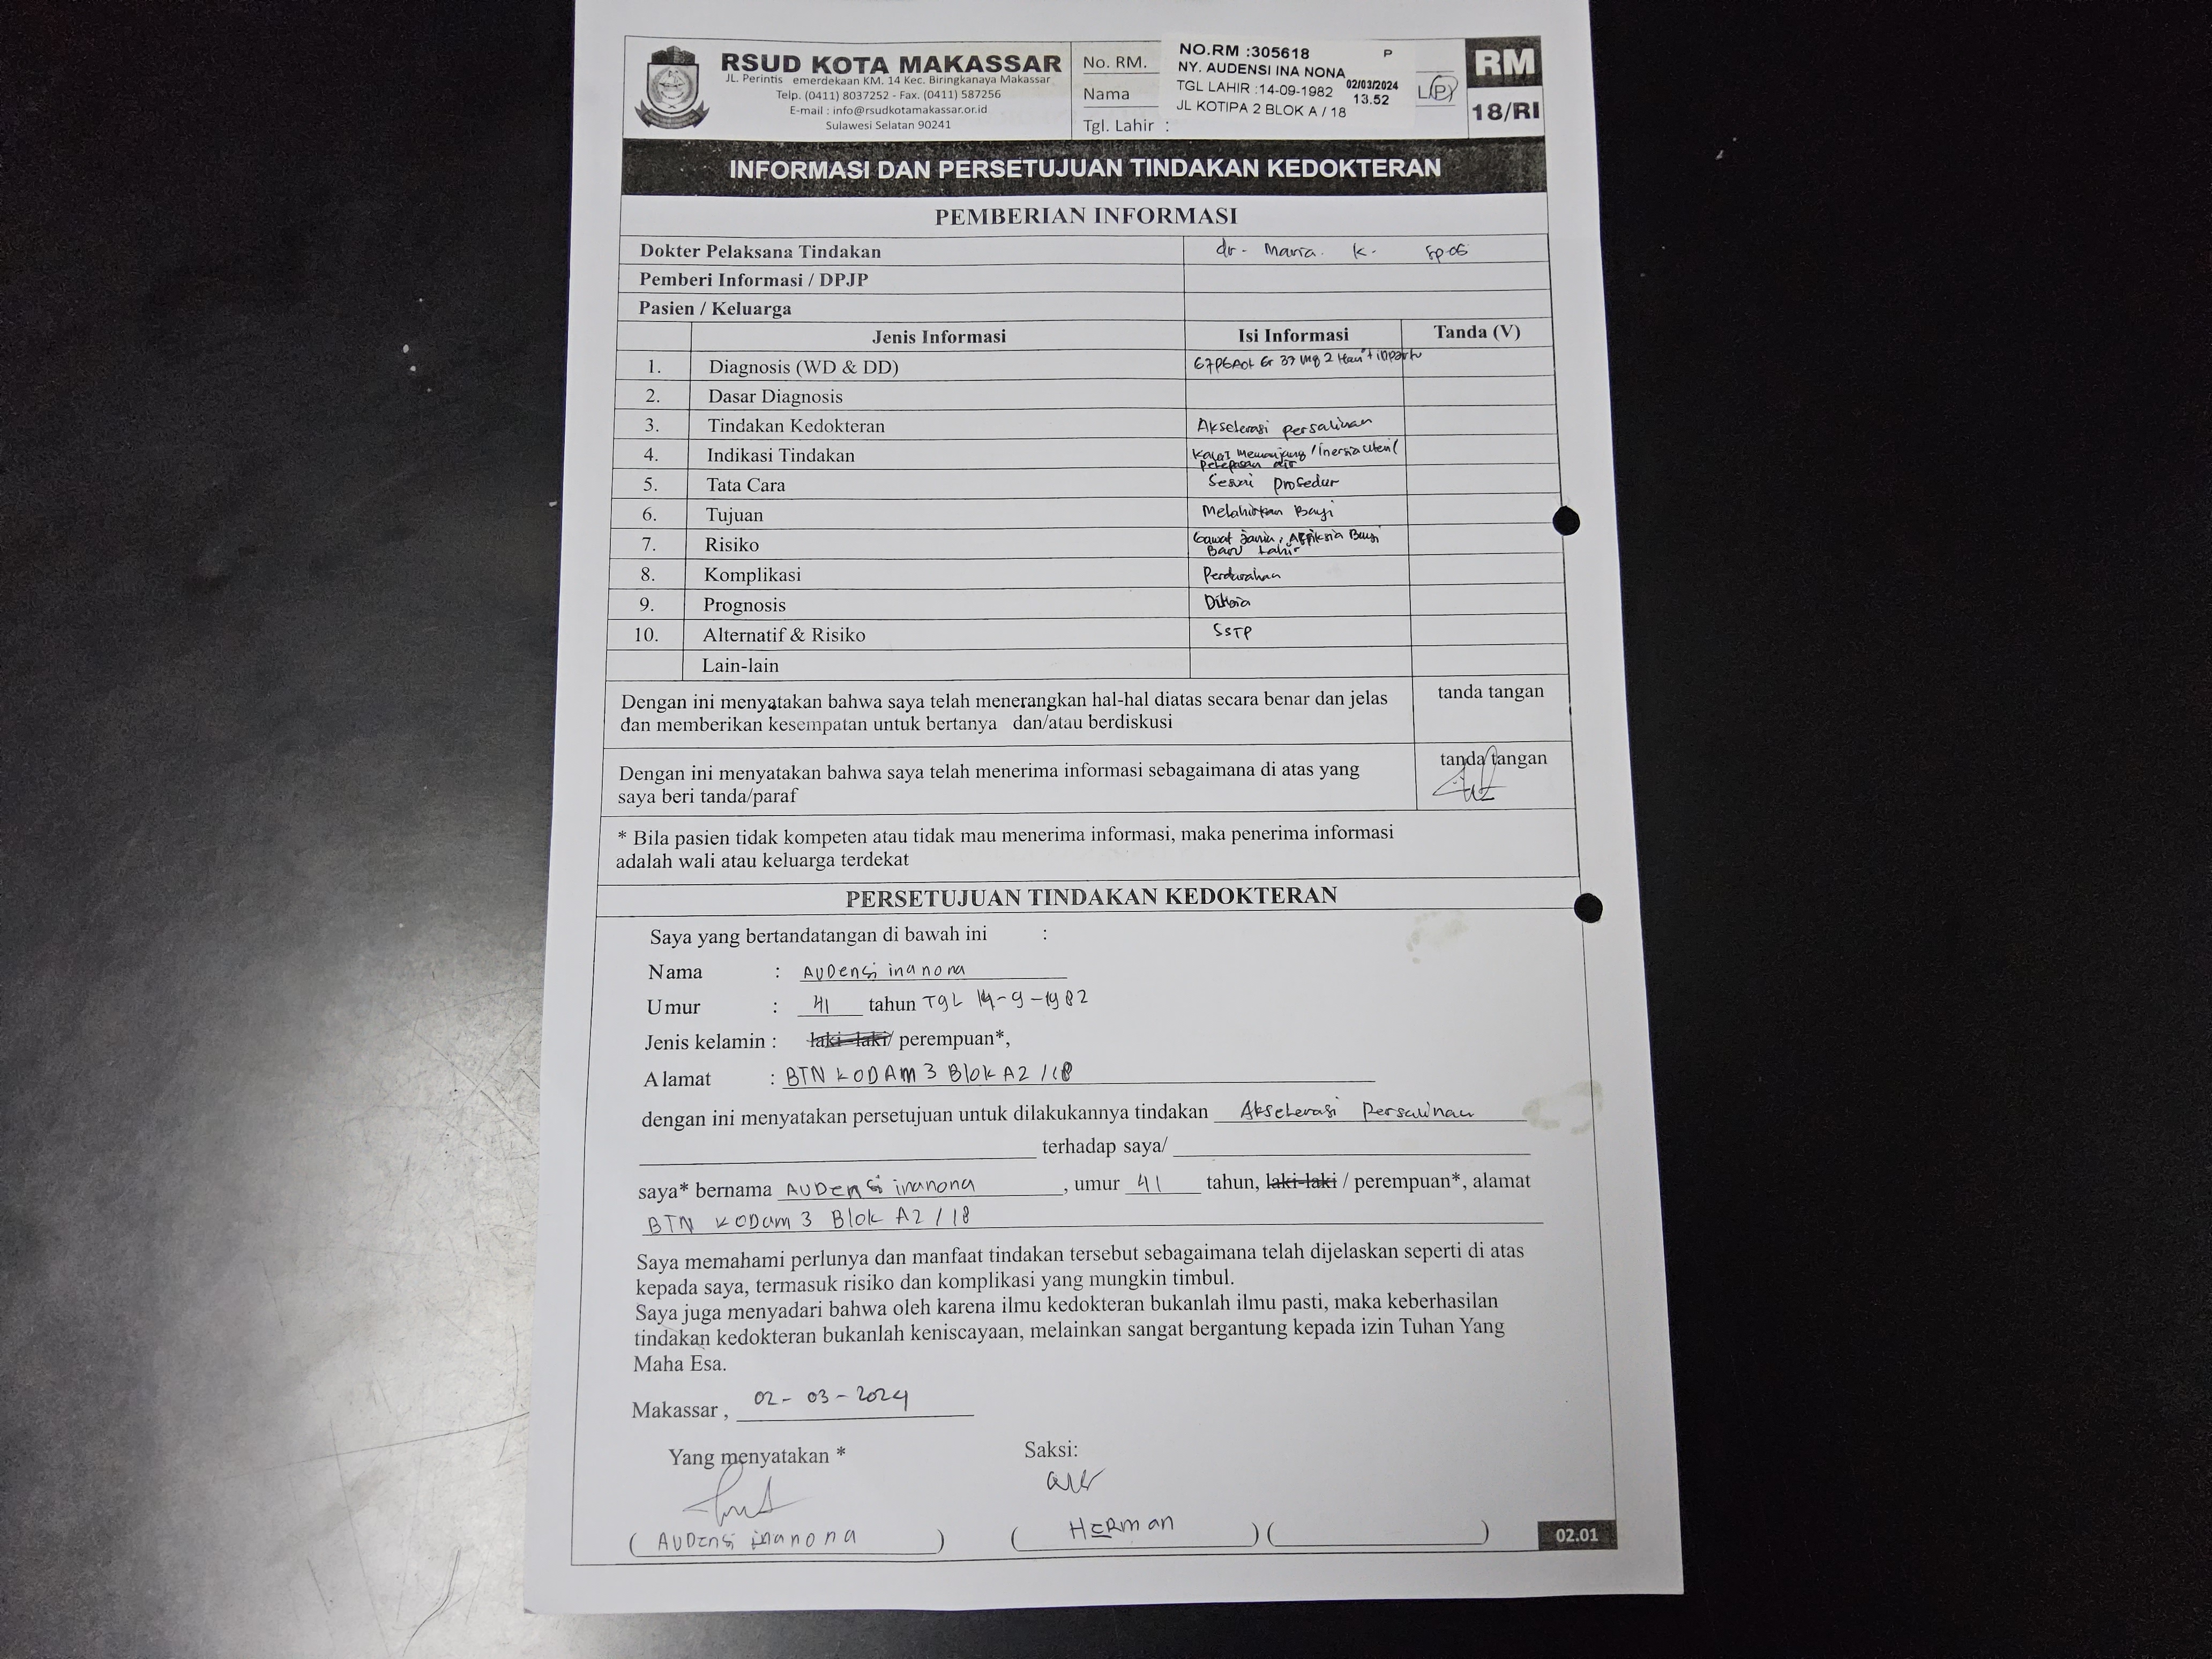 RSUD KOTA MAKASSAR
JL. Perintis emerdekaan KM. 14 Kec. Biringkanaya Makassar
Telp. (0411) 8037252 - Fax. (0411) 587256
E-mail : info@rsudkotamakassar.or.id
Sulawesi Selatan 90241
No. RM.
Nama
Tgl. Lahir :
NO.RM :305618 P
NY. AUDENSI INA NONA
TGL LAHIR :14-09-1982 02/03/2024
13.52
JL KOTIPA 2 BLOK A / 18
L/P
RM
18/RI
INFORMASI DAN PERSETUJUAN TINDAKAN KEDOKTERAN
PEMBERIAN INFORMASI
Dokter Pelaksana Tindakan dr. Maria. K. SpOG
Pemberi Informasi / DPJP
Pasien / Keluarga
Jenis Informasi Isi Informasi Tanda (V)
1. Diagnosis (WD & DD) G7P6A0 Gr 37 mg 2 Hari + inpartu
2. Dasar Diagnosis
3. Tindakan Kedokteran Akselerasi persalinan
4. Indikasi Tindakan Kala I memanjang / inersia uteri /
5. Tata Cara Sesuai Prosedur
6. Tujuan Melahirkan Bayi
7. Risiko Gawat Janin, Asfiksia Bayi
Baru Lahir
8. Komplikasi Perdarahan
9. Prognosis
10. Alternatif & Risiko SSTP
Lain-lain
Dengan ini menyatakan bahwa saya telah menerangkan hal-hal diatas secara benar dan jelas
dan memberikan kesempatan untuk bertanya dan/atau berdiskusi
tanda tangan
Dengan ini menyatakan bahwa saya telah menerima informasi sebagaimana di atas yang
saya beri tanda/paraf
tanda tangan
* Bila pasien tidak kompeten atau tidak mau menerima informasi, maka penerima informasi
adalah wali atau keluarga terdekat
PERSETUJUAN TINDAKAN KEDOKTERAN
Saya yang bertandatangan di bawah ini :
Nama : AUDensi inanona
Umur : 41 tahun TGL 14-9-1982
Jenis kelamin : laki-laki/ perempuan*,
Alamat : BTN KODAM 3 Blok A2 / 18
dengan ini menyatakan persetujuan untuk dilakukannya tindakan Akselerasi Persalinan
terhadap saya/
saya* bernama AUDensi inanona, umur 41 tahun, laki-laki / perempuan*, alamat
BTN KODam 3 Blok A2 / 18
Saya memahami perlunya dan manfaat tindakan tersebut sebagaimana telah dijelaskan seperti di atas
kepada saya, termasuk risiko dan komplikasi yang mungkin timbul.
Saya juga menyadari bahwa oleh karena ilmu kedokteran bukanlah ilmu pasti, maka keberhasilan
tindakan kedokteran bukanlah keniscayaan, melainkan sangat bergantung kepada izin Tuhan Yang
Maha Esa.
Makassar , 02-03-2024
Yang menyatakan * Saksi:
( AUDEnsi inanona ) ( HERman ) ( )
02.01